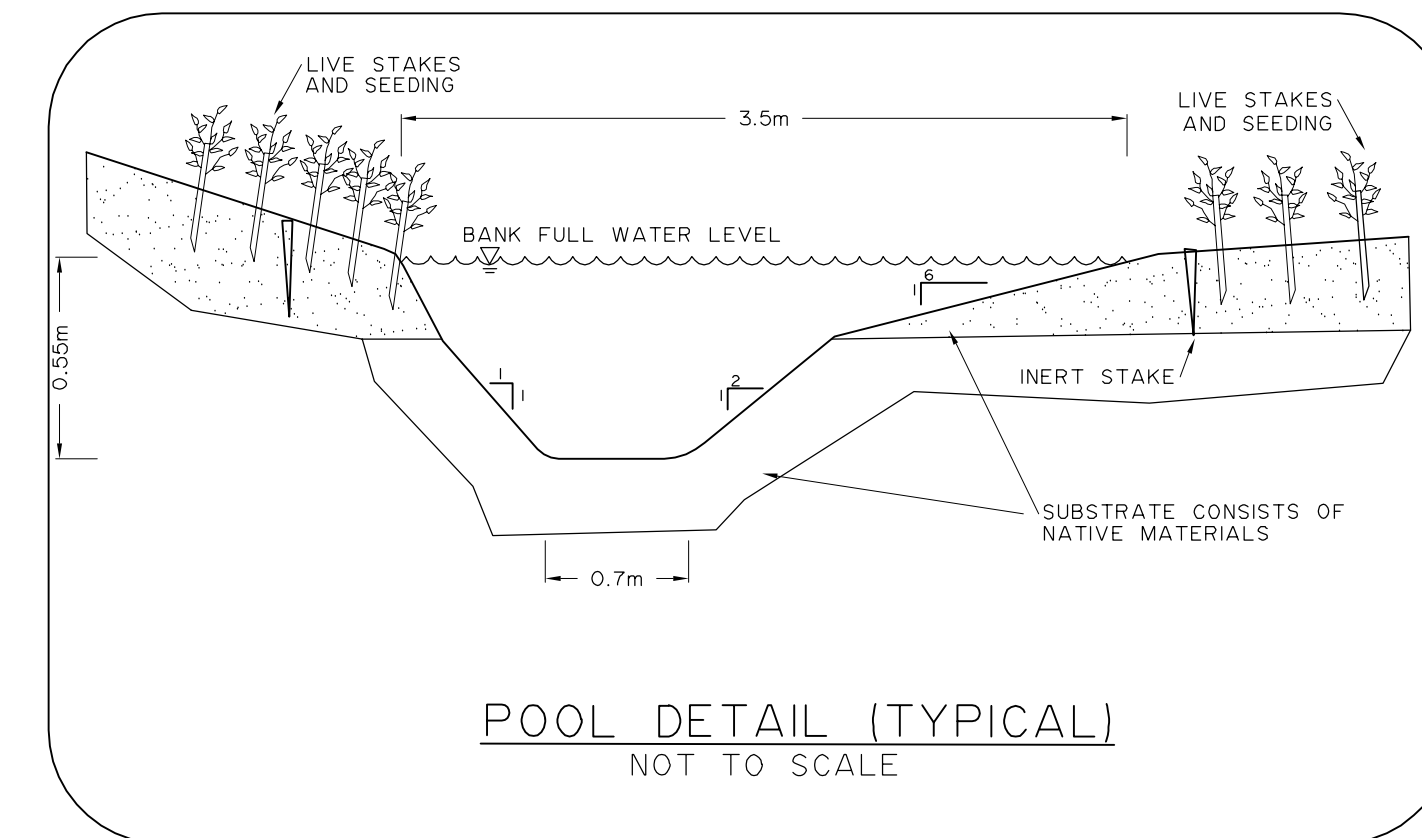 LIVE STAKES
AND SEEDING
3.5m
LIVE STAKES
AND SEEDING
BANK FULL WATER LEVEL
6
1
0.55m
INERT STAKE
1
1
2
1
SUBSTRATE CONSISTS OF
NATIVE MATERIALS
0.7m
POOL DETAIL (TYPICAL)
NOT TO SCALE